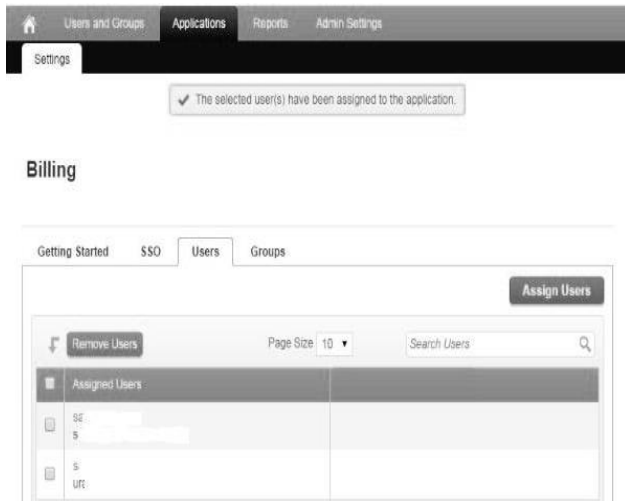 Users and Groups Applications Reports Admin Settings
Settings
✔ The selected user(s) have been assigned to the application.
Billing
Getting Started SSO Users Groups
Assign Users
Remove Users Page Size 10 Search Users
Assigned Users
s
s